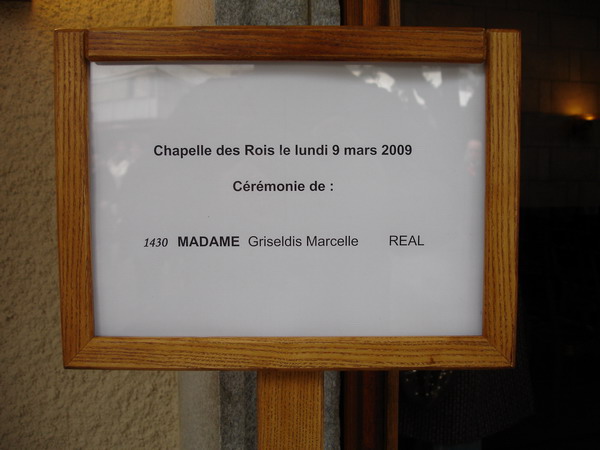 Chapelle des Rois le lundi 9 mars 2009
Cérémonie de :
1430 MADAME Griseldis Marcelle REAL